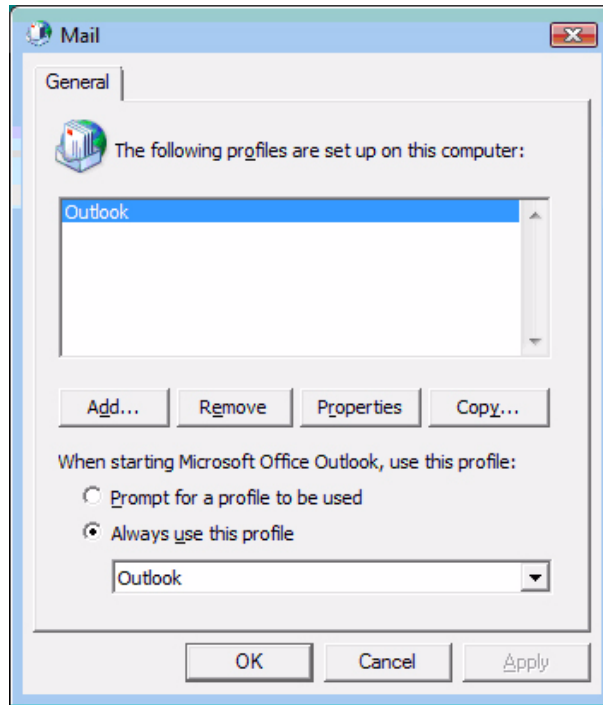 Mail
General
The following profiles are set up on this computer:
Outlook
Add... Remove Properties Copy...
When starting Microsoft Office Outlook, use this profile:
Prompt for a profile to be used
Always use this profile
Outlook
OK Cancel Apply